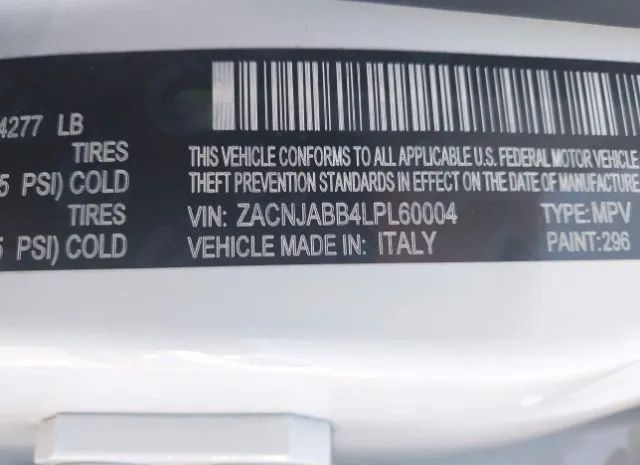 4277 LB
TIRES
5 PSI) COLD
TIRES
5 PSI) COLD
THIS VEHICLE CONFORMS TO ALL APPLICABLE U.S. FEDERAL MOTOR VEHICLE
THEFT PREVENTION STANDARDS IN EFFECT ON THE DATE OF MANUFACTURE.
VIN: ZACNJABB4LPL60004 TYPE: MPV
VEHICLE MADE IN: ITALY PAINT: 296